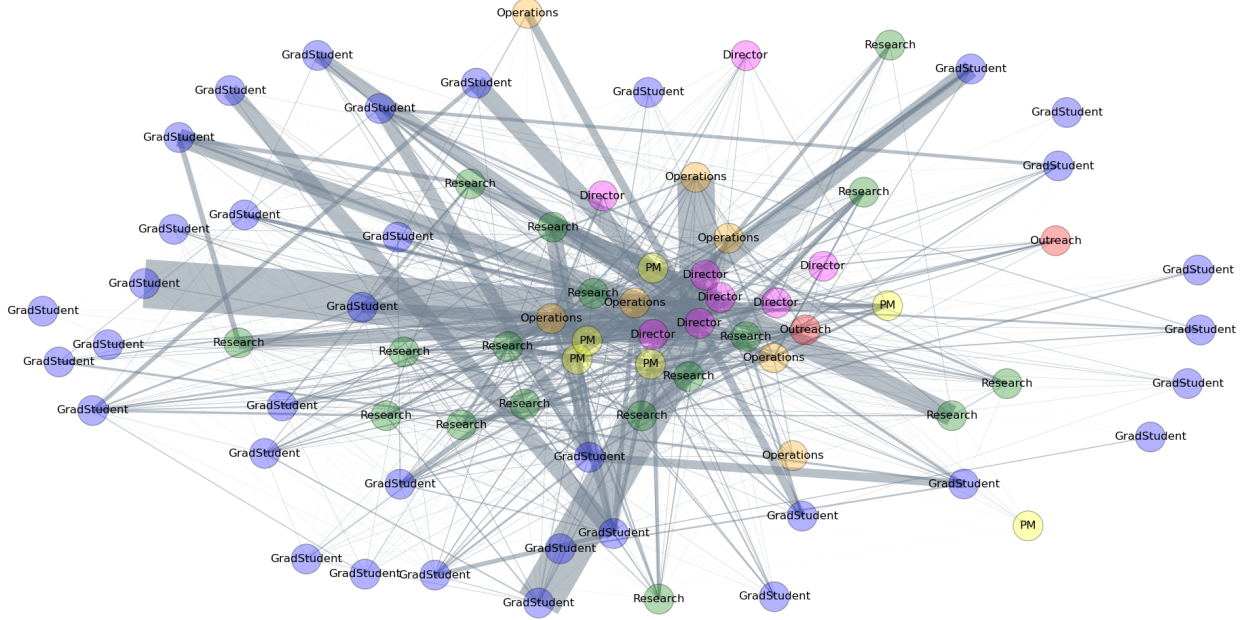 Operations
Research
GradStudent
Director
GradStudent
GradStudent
GradStudent
GradStudent
GradStudent
GradStudent
GradStudent
GradStudent
Research
Operations
Research
Director
GradStudent
GradStudent
Research
GradStudent
Operations
Outreach
PM
Director
GradStudent
Director
GradStudent
Research
Director
Operations
Director
PM
GradStudent
GradStudent
Operations
Director
Outreach
GradStudent
Director
Research
PM
Research
GradStudent
Research
Research
Operations
PM
GradStudent
PM
Research
Research
GradStudent
Research
GradStudent
GradStudent
Research
Research
Research
Research
GradStudent
GradStudent
Operations
GradStudent
GradStudent
GradStudent
GradStudent
PM
GradStudent
GradStudent
GradStudent
GradStudent
GradStudent
GradStudent
Research
GradStudent